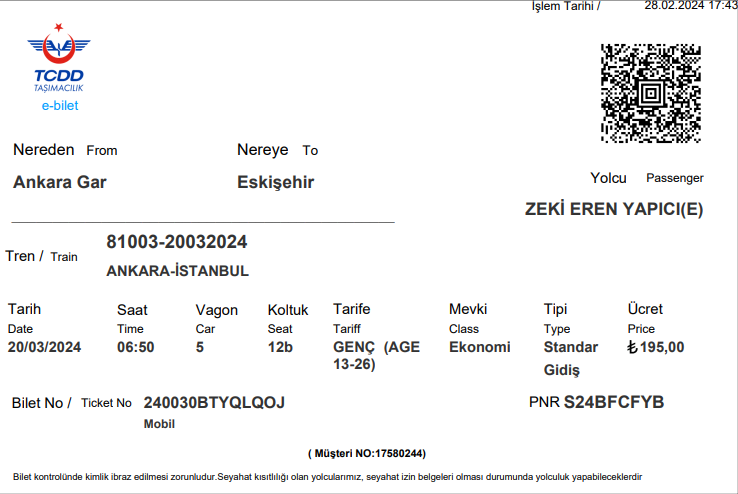 İşlem Tarihi / 28.02.2024 17:43
TCDD
TAŞIMACILIK
e-bilet
Nereden From Nereye To
Ankara Gar Eskişehir
Yolcu Passenger
ZEKİ EREN YAPICI(E)
Tren / Train 81003-20032024
ANKARA-İSTANBUL
Tarih Saat Vagon Koltuk Tarife Mevki Tipi Ücret
Date Time Car Seat Tariff Class Type Price
20/03/2024 06:50 5 12b GENÇ (AGE Ekonomi Standar ₺195,00
13-26) Gidiş
Bilet No / Ticket No 240030BTYQLQOJ PNR S24BFCFYB
Mobil
( Müşteri NO:17580244)
Bilet kontrolünde kimlik ibraz edilmesi zorunludur.Seyahat kısıtlılığı olan yolcularımız, seyahat izin belgeleri olması durumunda yolculuk yapabileceklerdir